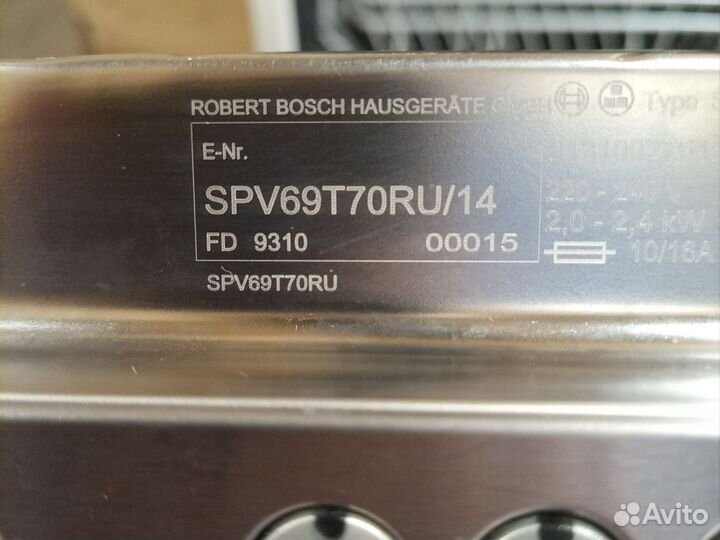 ROBERT BOSCH HAUSGERÄTE GMBH Type
E-Nr.
SPV69T70RU/14
2,0 - 2,4 kW
FD 9310 00015
10/16A
SPV69T70RU
Avito